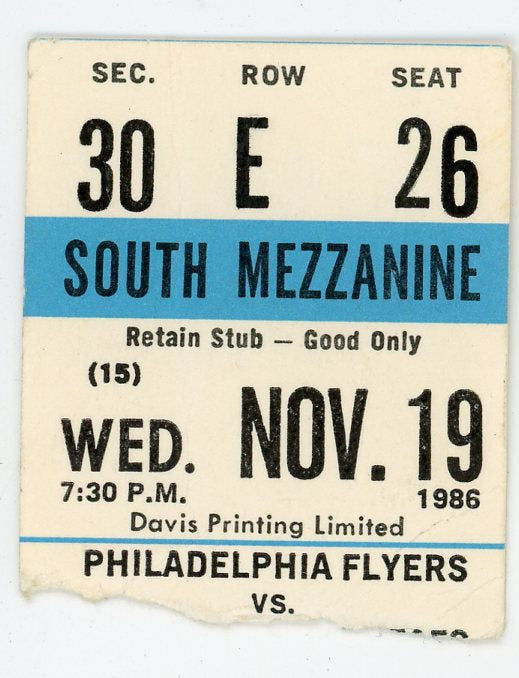 SEC. ROW SEAT
30 E 26
SOUTH MEZZANINE
Retain Stub — Good Only
(15)
WED. NOV. 19
7:30 P.M. 1986
Davis Printing Limited
PHILADELPHIA FLYERS
VS.